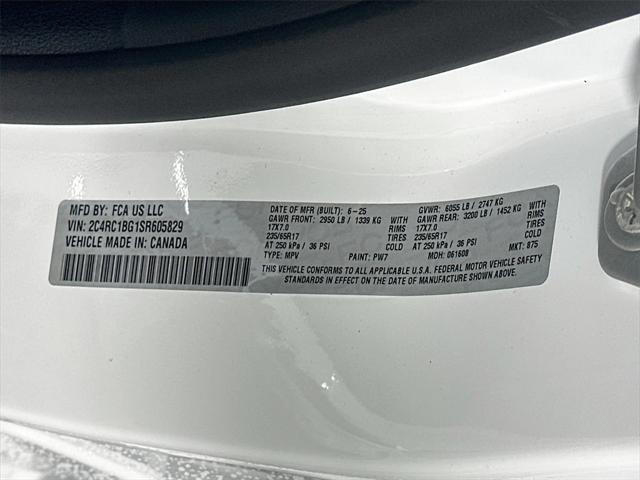 MFD BY: FCA US LLC
VIN: 2C4RC1BG1SR605829
VEHICLE MADE IN: CANADA
DATE OF MFR (BUILT): 6-25
GAWR FRONT: 2950 LB / 1339 KG WITH
17X7.0 RIMS
235/65R17 TIRES
AT 250 kPa / 36 PSI COLD
TYPE: MPV PAINT: PW7
GVWR: 6055 LB / 2747 KG
GAWR REAR: 3200 LB / 1452 KG WITH
17X7.0 RIMS
235/65R17 TIRES
AT 250 kPa / 36 PSI COLD
MDH: 061608 MKT: 875
THIS VEHICLE CONFORMS TO ALL APPLICABLE U.S.A. FEDERAL MOTOR VEHICLE SAFETY
STANDARDS IN EFFECT ON THE DATE OF MANUFACTURE SHOWN ABOVE.